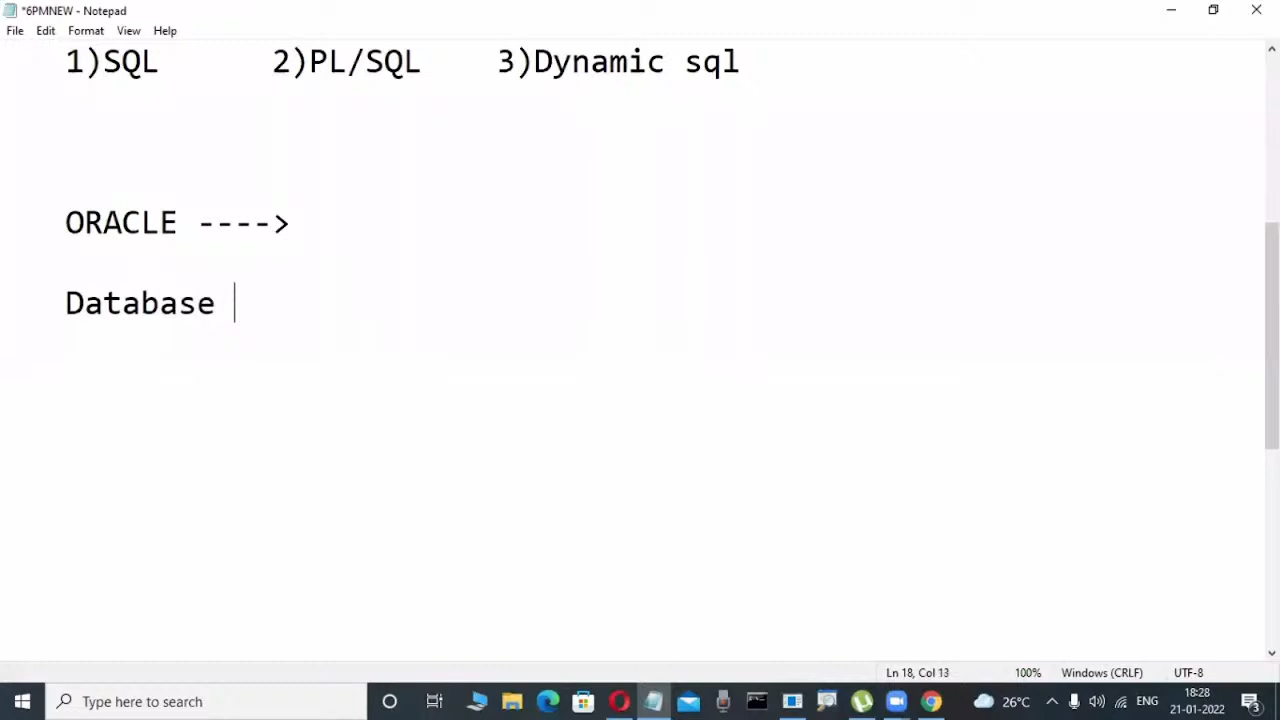 *6PMNEW - Notepad
File Edit Format View Help
1)SQL 2)PL/SQL 3)Dynamic sql
ORACLE ---->
Database
Ln 18, Col 13 100% Windows (CRLF) UTF-8
Type here to search 26°C ENG 18:28
21-01-2022 3